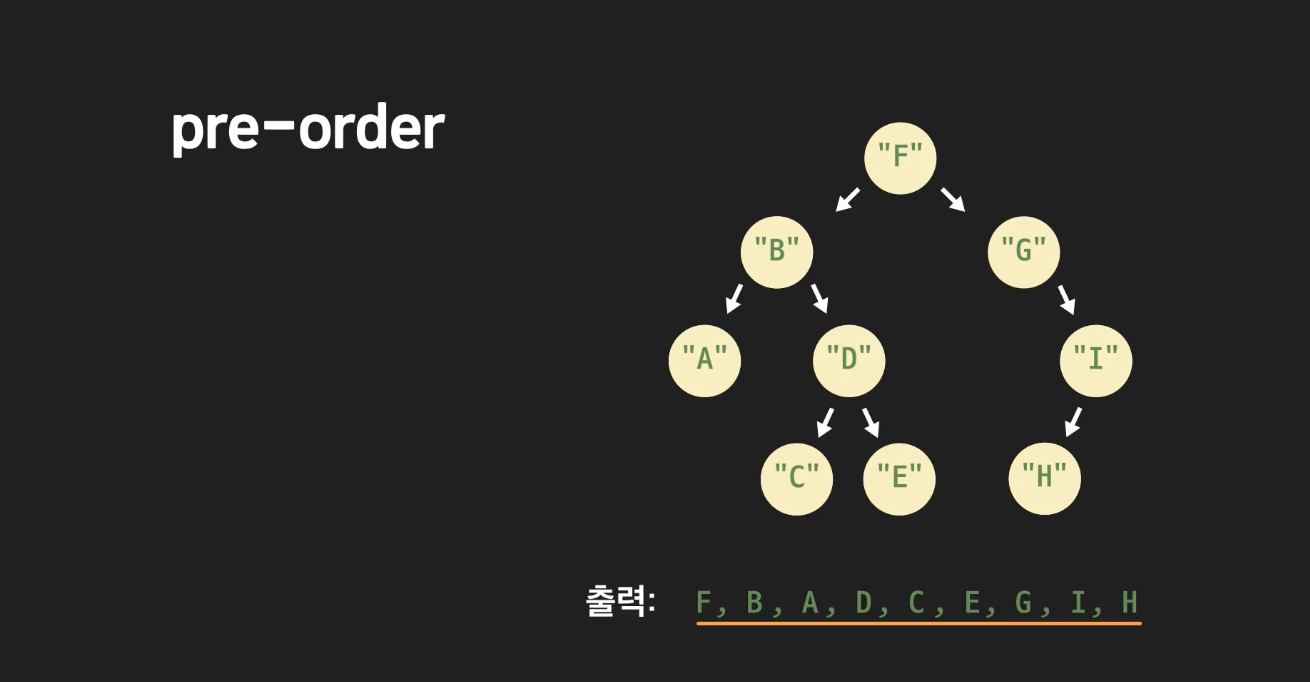 pre-order
"F"
"B" "G"
"A" "D" "I"
"C" "E" "H"
출력: F, B, A, D, C, E, G, I, H